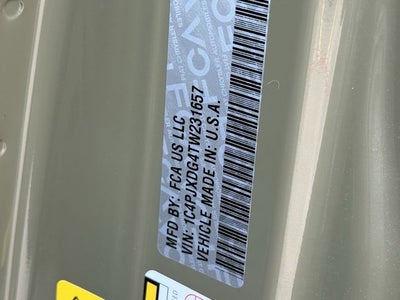 MFD BY: FCA US LLC
VIN: 1C4PJXDG4TW231657
VEHICLE MADE IN: U.S.A.